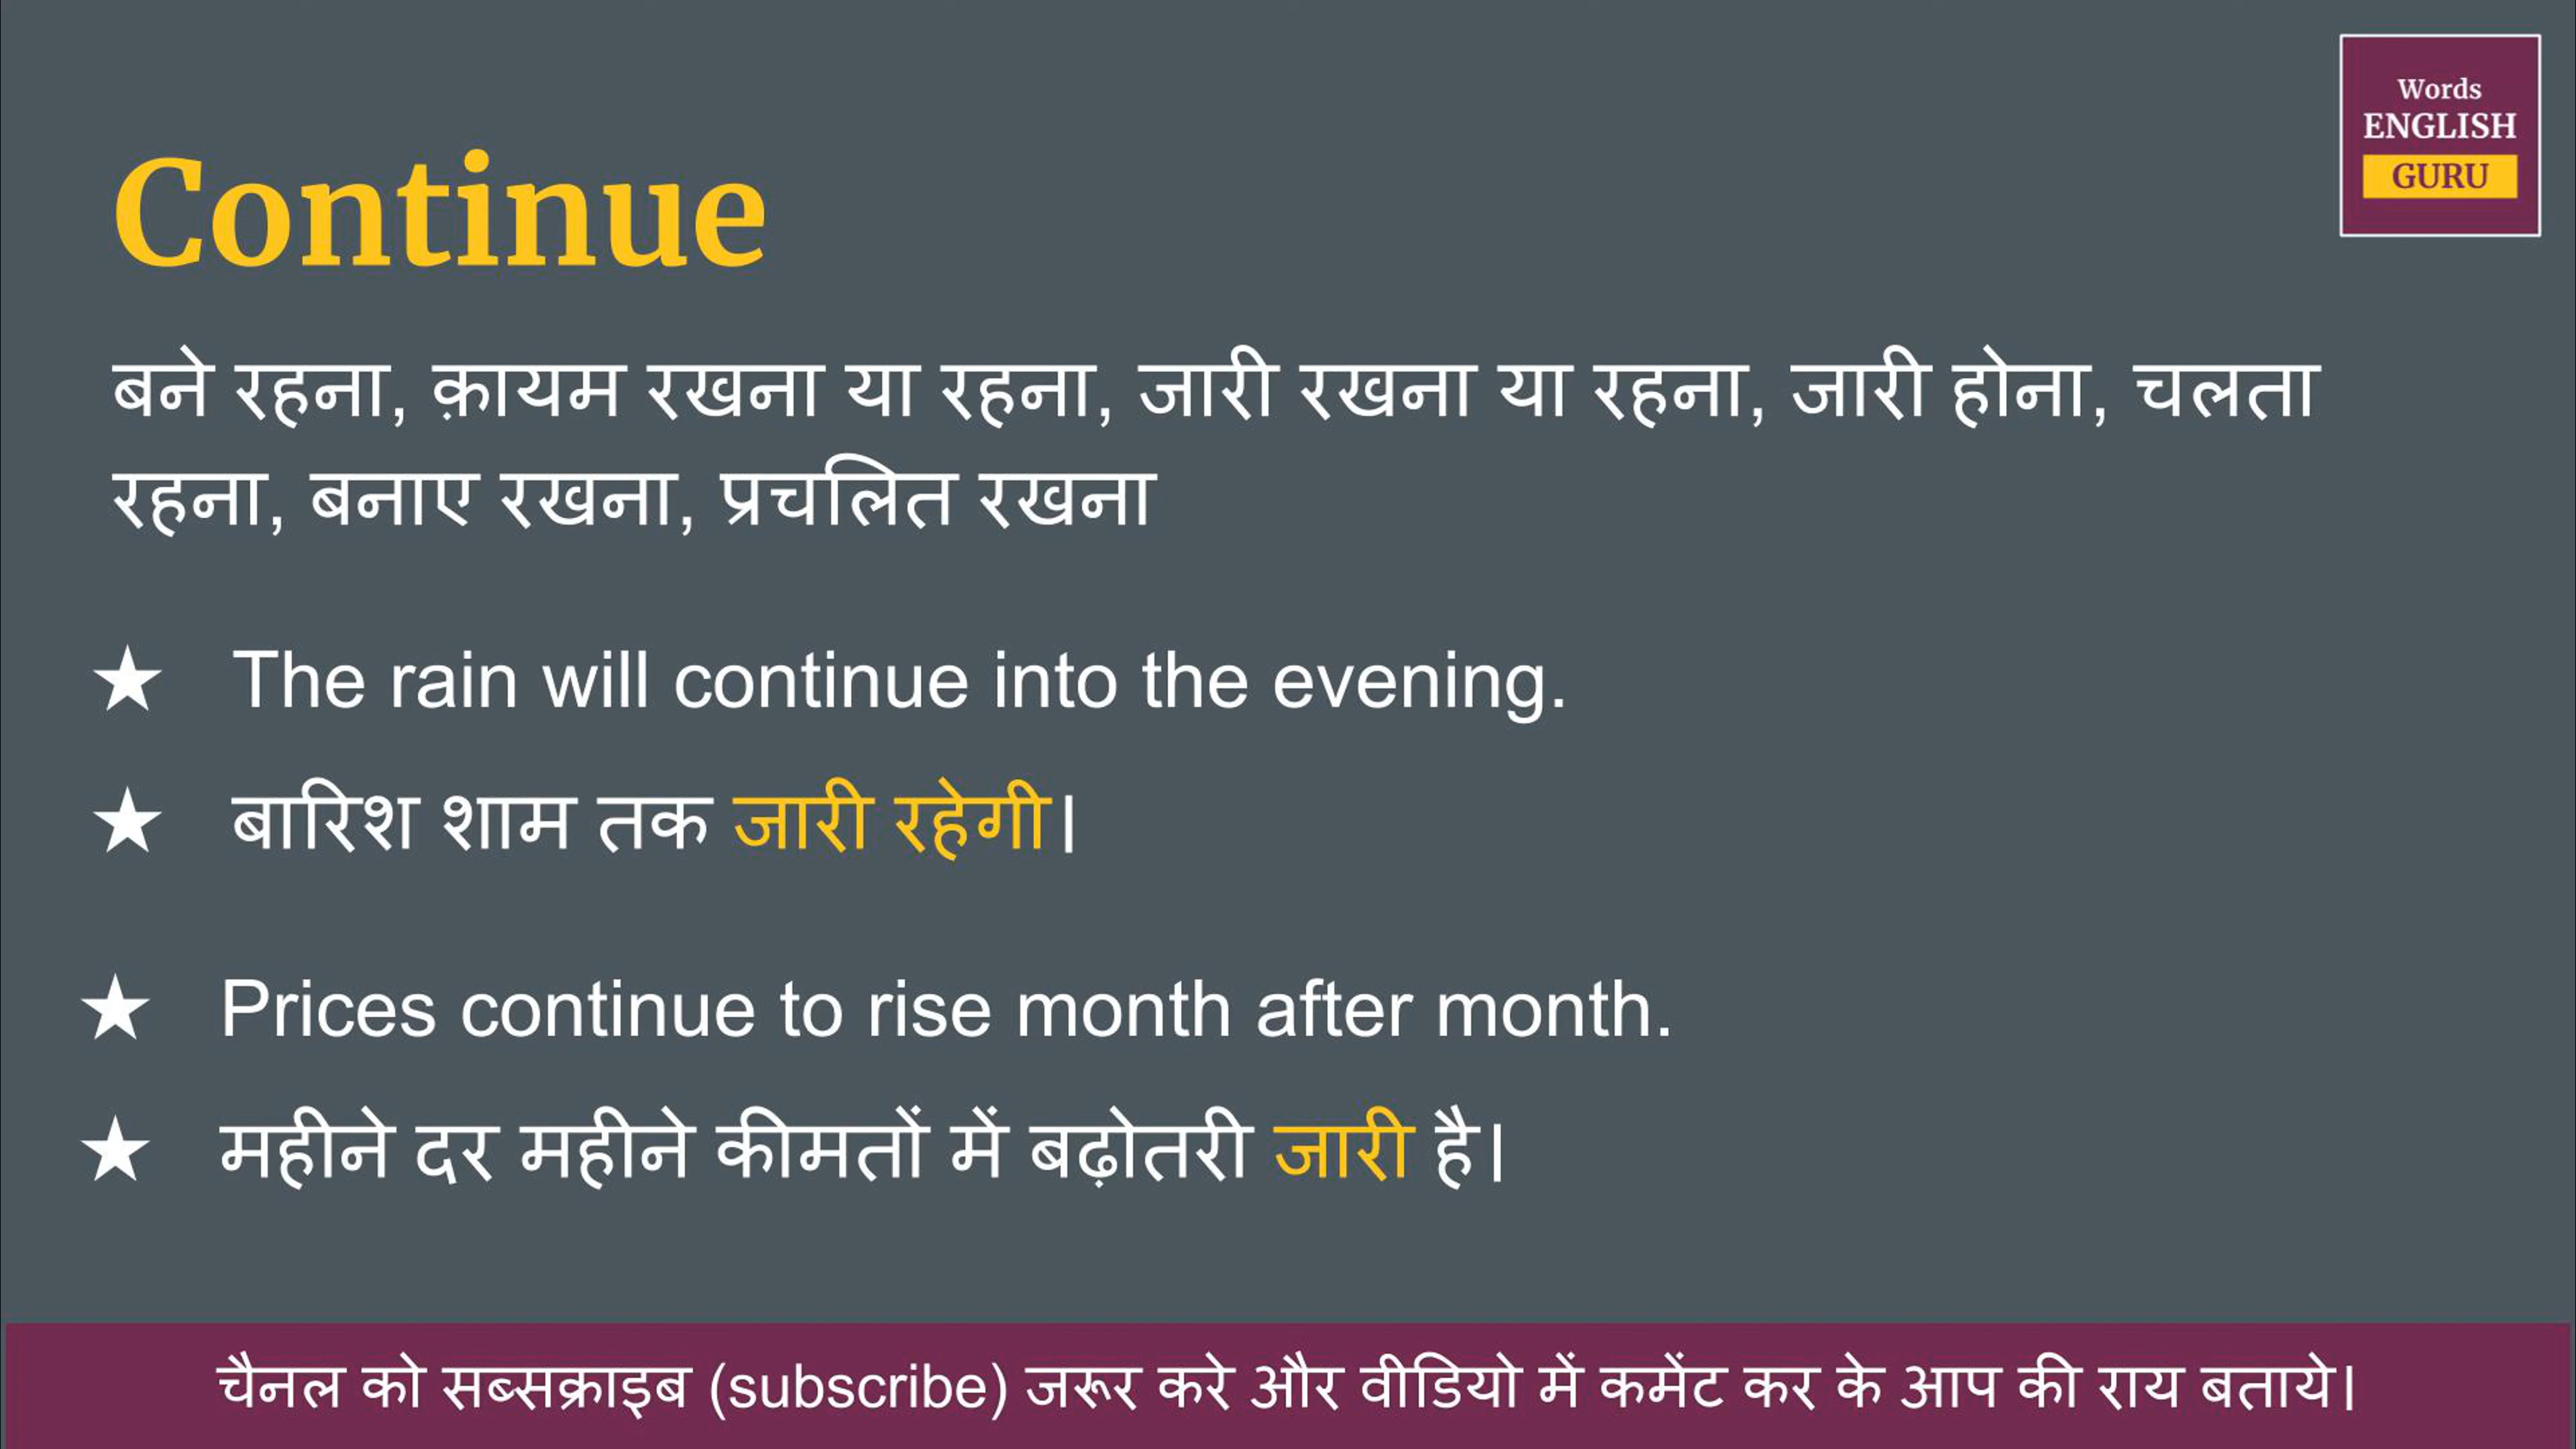 Words
ENGLISH
GURU
Continue
बने रहना, क़ायम रखना या रहना, जारी रखना या रहना, जारी होना, चलता
रहना, बनाए रखना, प्रचलित रखना
★ The rain will continue into the evening.
★ बारिश शाम तक जारी रहेगी।
★ Prices continue to rise month after month.
★ महीने दर महीने कीमतों में बढ़ोतरी जारी है।
चैनल को सब्सक्राइब (subscribe) जरूर करे और वीडियो में कमेंट कर के आप की राय बताये।